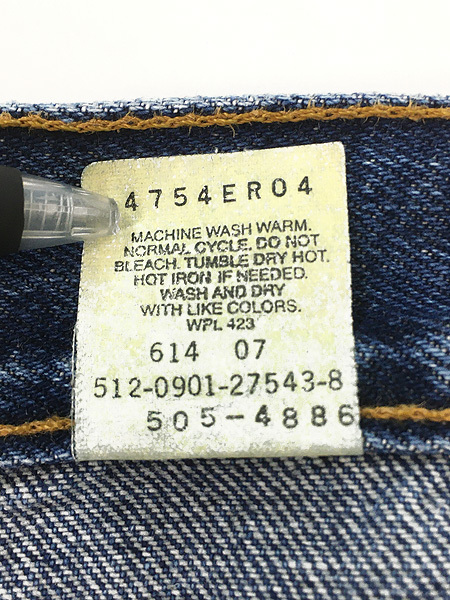 4754ER04
MACHINE WASH WARM.
NORMAL CYCLE. DO NOT
BLEACH. TUMBLE DRY HOT.
HOT IRON IF NEEDED.
WASH AND DRY
WITH LIKE COLORS.
WPL 423
614 07
512-0901-27543-8
505-4886